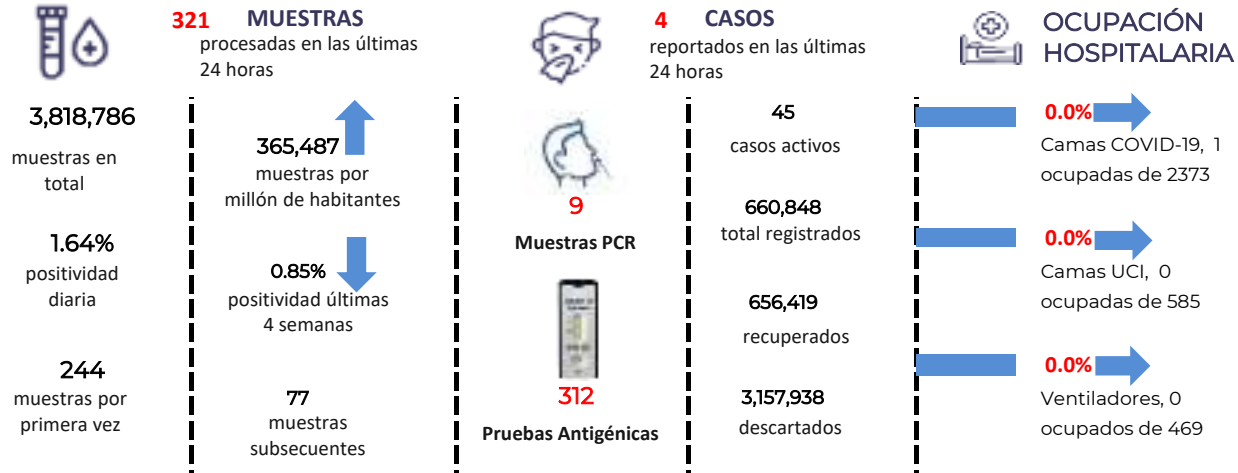 321 MUESTRAS
procesadas en las últimas
24 horas
3,818,786
muestras en
total
1.64%
positividad
diaria
244
muestras por
primera vez
365,487
muestras por
millón de habitantes
0.85%
positividad últimas
4 semanas
77
muestras
subsecuentes
4 CASOS
reportados en las últimas
24 horas
9
Muestras PCR
312
Pruebas Antigénicas
45
casos activos
660,848
total registrados
656,419
recuperados
3,157,938
descartados
OCUPACIÓN
HOSPITALARIA
0.0%
Camas COVID-19, 1
ocupadas de 2373
0.0%
Camas UCI, 0
ocupadas de 585
0.0%
Ventiladores, 0
ocupados de 469